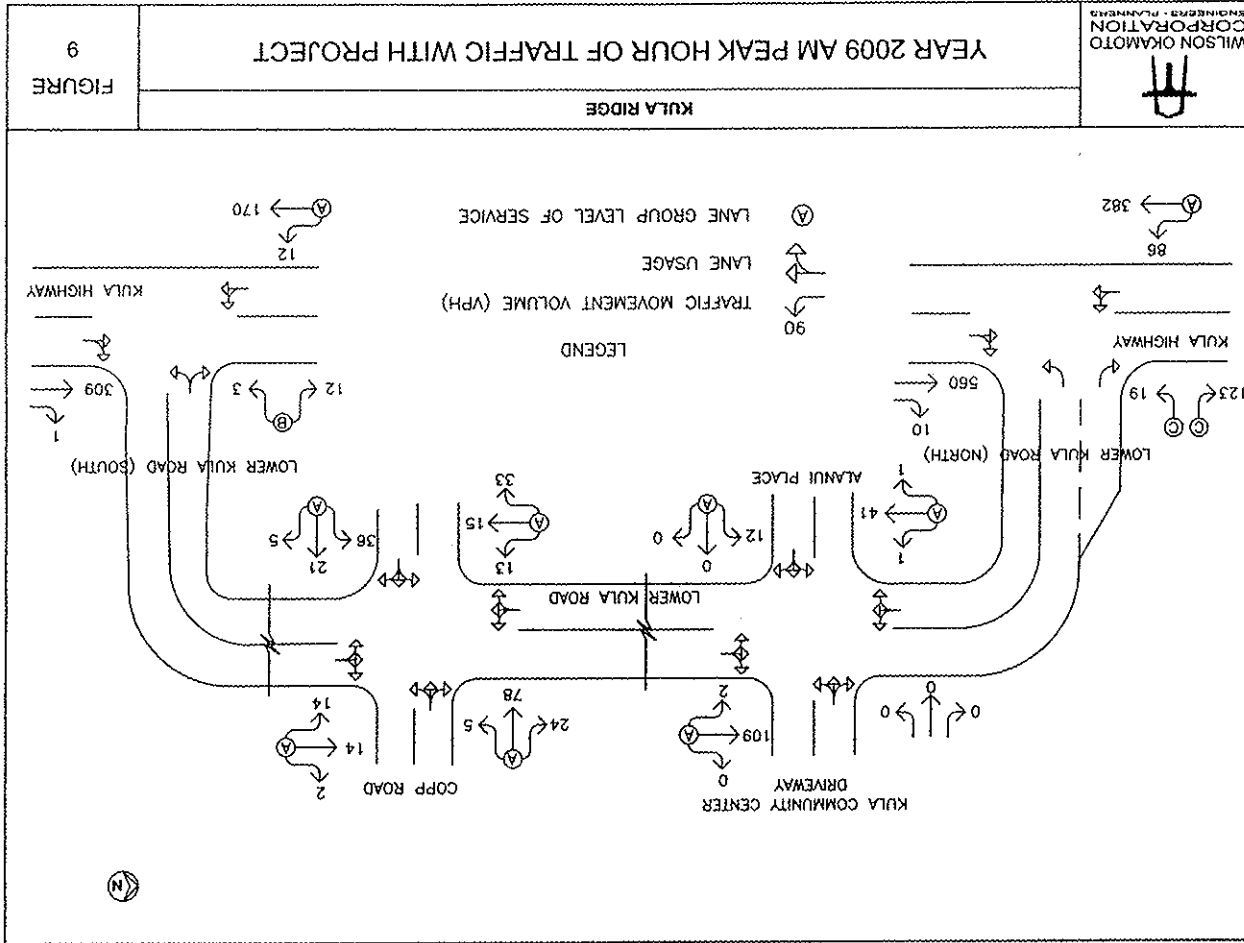 N
KULA COMMUNITY CENTER
DRIVEWAY
COPP ROAD
0
0
0
0
109
2
24
78
5
2
14
14
LOWER KULA ROAD
1
41
1
12
0
0
13
15
33
36
21
5
ALANUI PLACE
LOWER KULA ROAD (NORTH)
LOWER KULA ROAD (SOUTH)
123
19
10
560
12
3
1
309
KULA HIGHWAY
KULA HIGHWAY
86
382
12
170
LEGEND
90
TRAFFIC MOVEMENT VOLUME (VPH)
LANE USAGE
A
LANE GROUP LEVEL OF SERVICE
A
A
A
A
A
A
A
A
C
C
B
A
A
WILSON OKAMOTO
CORPORATION
ENGINEERS · PLANNERS
KULA RIDGE
YEAR 2009 AM PEAK HOUR OF TRAFFIC WITH PROJECT
FIGURE
9